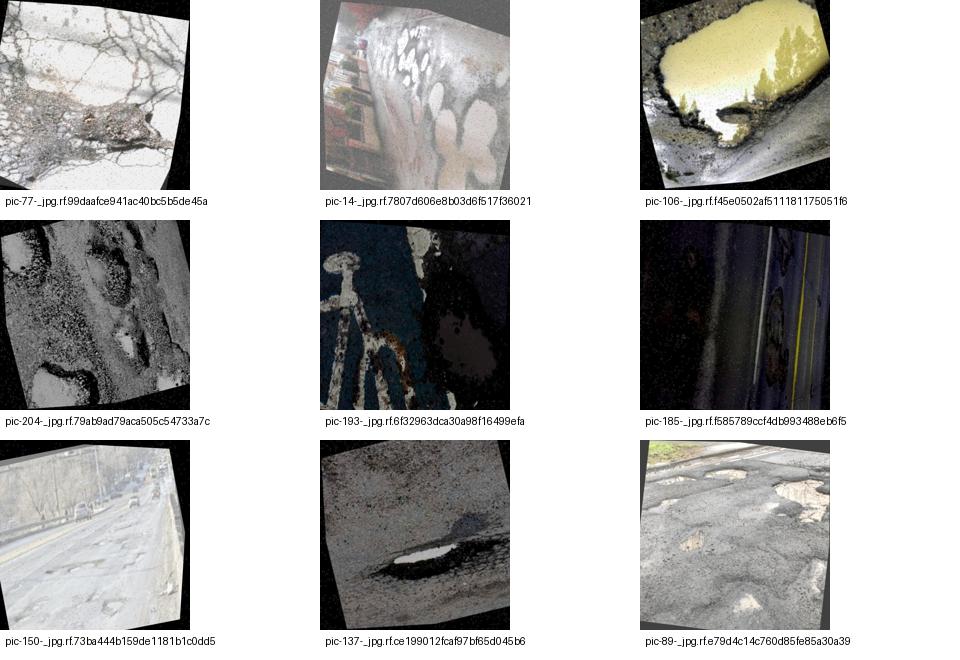 pic-77-_jpg.rf.99daafce941ac40bc5b5de45a
pic-14-_jpg.rf.7807d606e8b03d6f517f36021
pic-106-_jpg.rf.f45e0502af511181175051f6
pic-204-_jpg.rf.79ab9ad79aca505c54733a7c
pic-193-_jpg.rf.6f32963dca30a98f16499efa
pic-185-_jpg.rf.f585789ccf4db993488eb6f5
pic-150-_jpg.rf.73ba444b159de1181b1c0dd5
pic-137-_jpg.rf.ce199012fcaf97bf65d045b6
pic-89-_jpg.rf.e79d4c14c760d85fe85a30a39